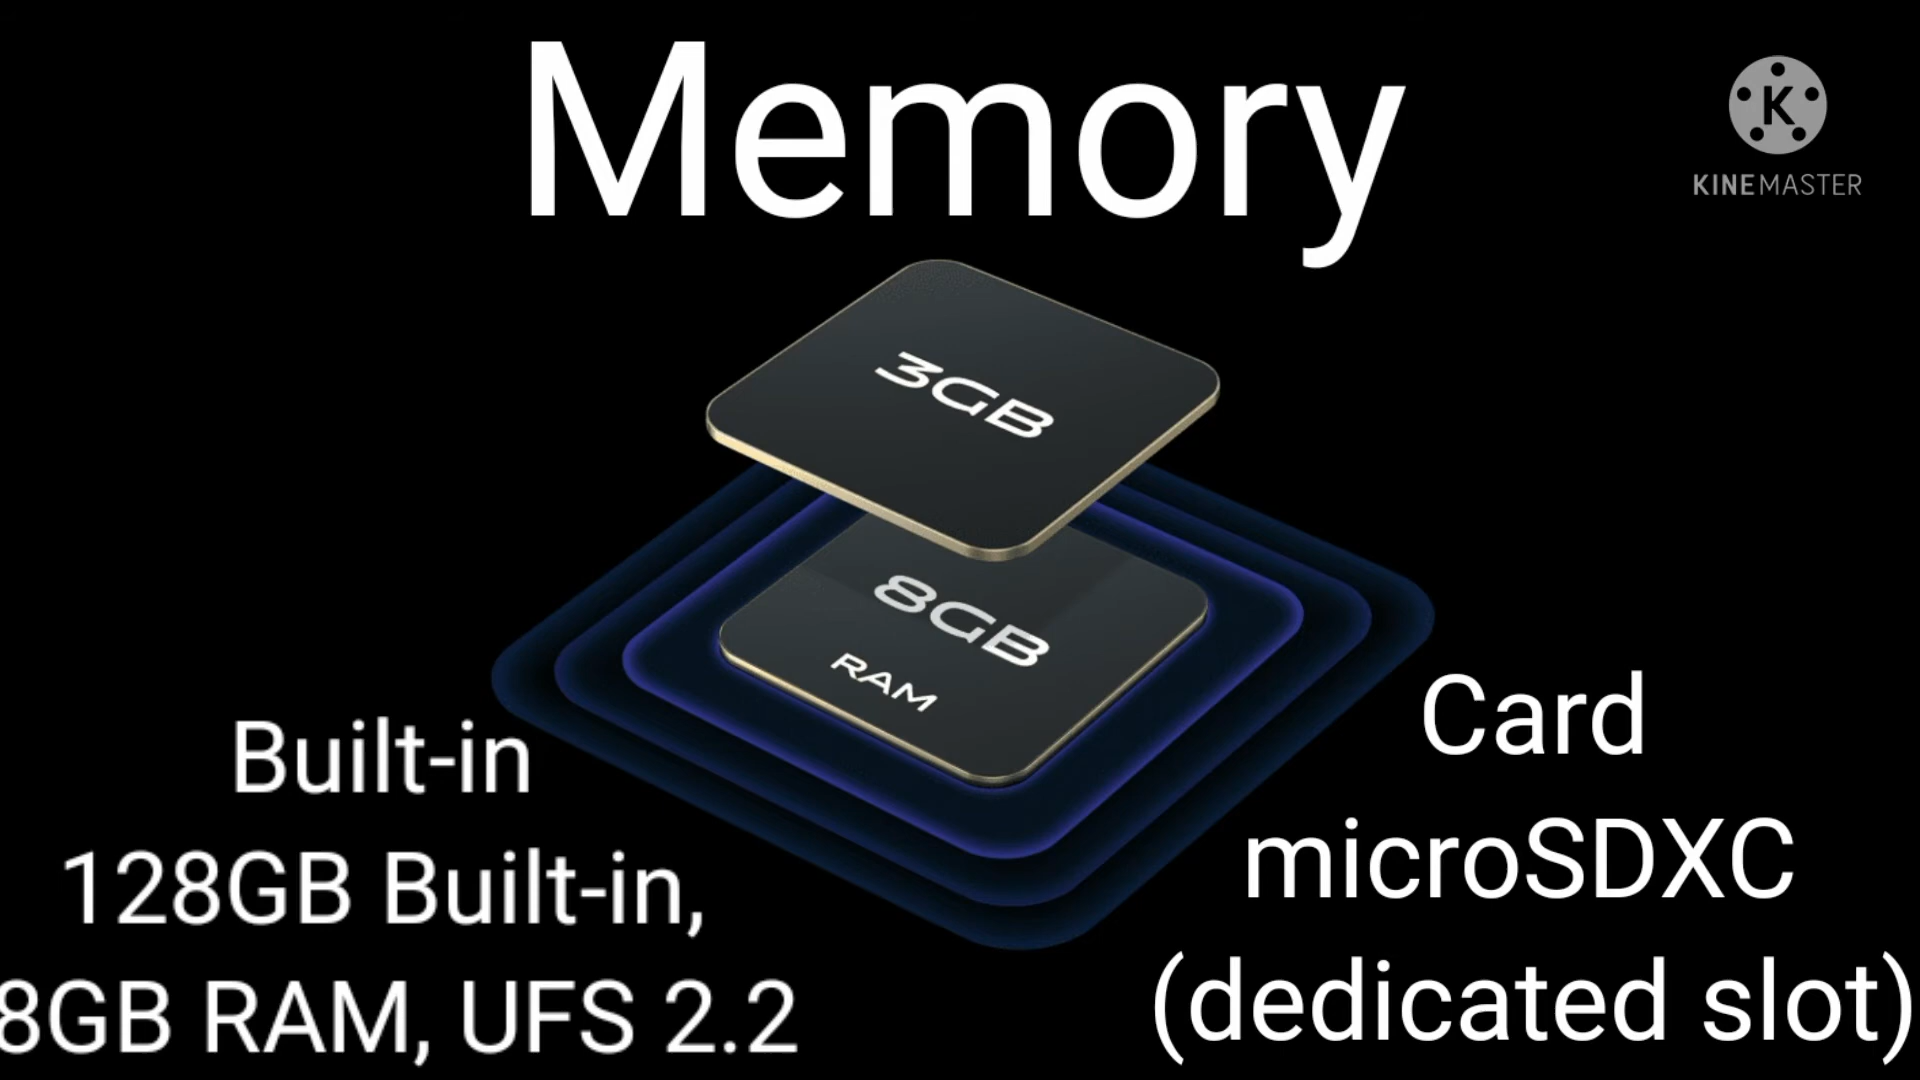 Memory
K
KINEMASTER
3GB
8GB
RAM
Built-in
128GB Built-in,
8GB RAM, UFS 2.2
Card
microSDXC
(dedicated slot)